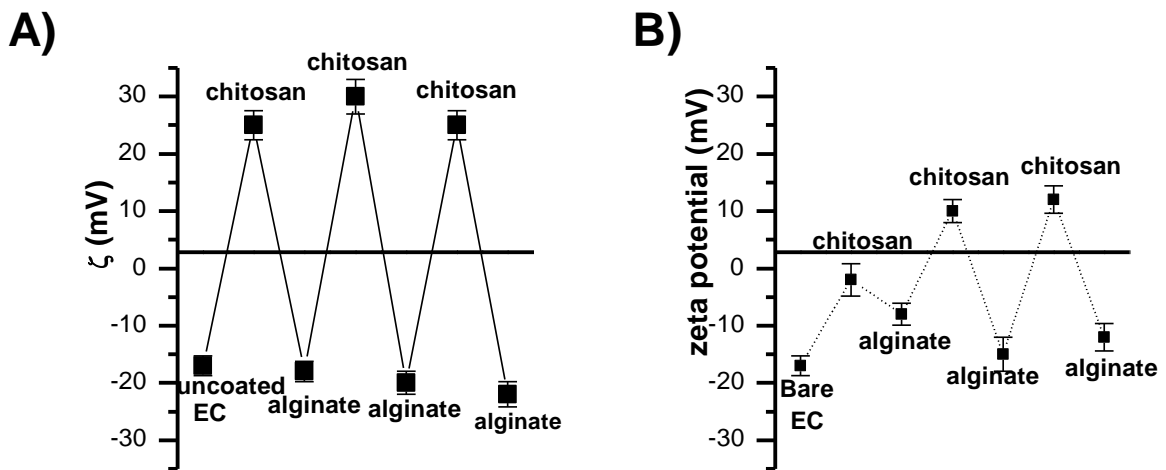 A)
ζ (mV)
30
20
10
0
-10
-20
-30
chitosan
chitosan
chitosan
uncoated
EC
alginate
alginate
alginate
B)
zeta potential (mV)
30
20
10
0
-10
-20
-30
chitosan
chitosan
chitosan
alginate
Bare
EC
alginate
alginate